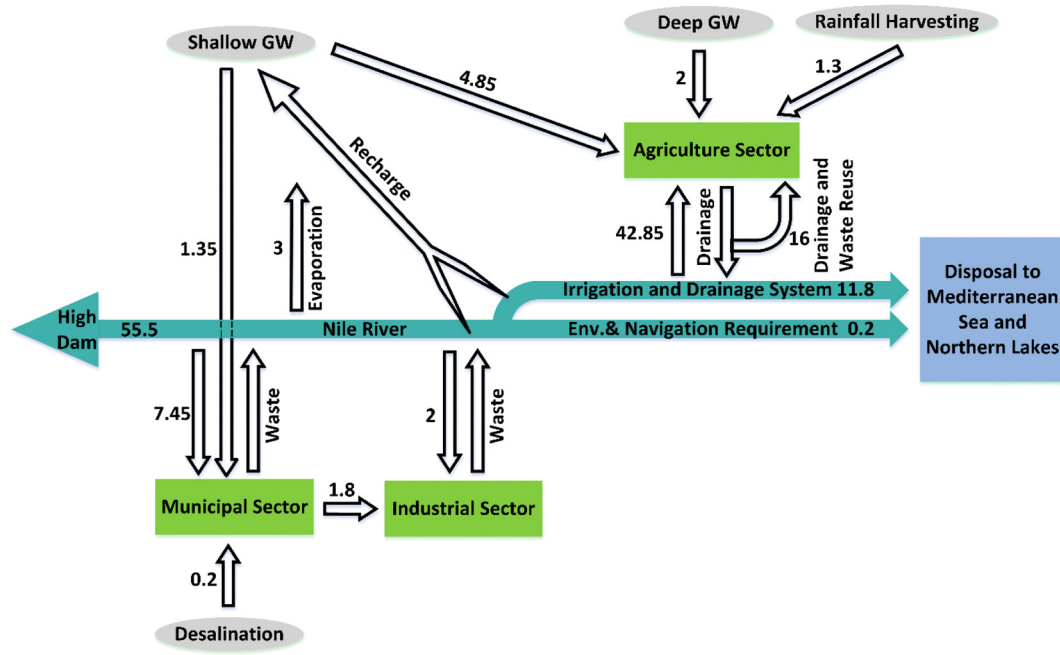 Shallow GW
Deep GW
Rainfall Harvesting
4.85
2
1.3
Agriculture Sector
Recharge
1.35
3
Evaporation
42.85
Drainage
16
Drainage and
Waste Reuse
High
Dam
55.5
Nile River
Irrigation and Drainage System 11.8
Env.& Navigation Requirement 0.2
Disposal to
Mediterranean
Sea and
Northern Lakes
7.45
Waste
2
Waste
Municipal Sector
1.8
Industrial Sector
0.2
Desalination